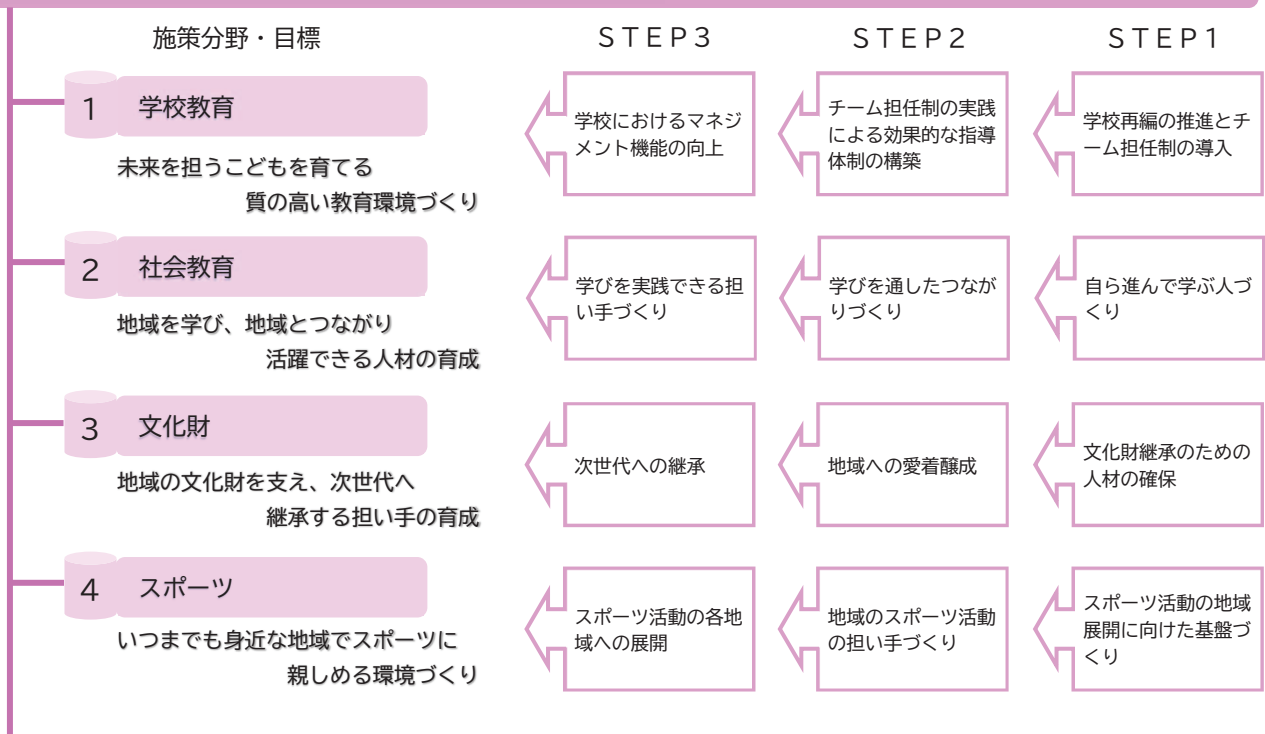 施策分野・目標
STEP3
STEP2
STEP1
1 学校教育
未来を担うこどもを育てる
質の高い教育環境づくり
学校におけるマネジ
メント機能の向上
チーム担任制の実践
による効果的な指導
体制の構築
学校再編の推進とチ
ーム担任制の導入
2 社会教育
地域を学び、地域とつながり
活躍できる人材の育成
学びを実践できる担
い手づくり
学びを通したつなが
りづくり
自ら進んで学ぶ人づ
くり
3 文化財
地域の文化財を支え、次世代へ
継承する担い手の育成
次世代への継承
地域への愛着醸成
文化財継承のための
人材の確保
4 スポーツ
いつまでも身近な地域でスポーツに
親しめる環境づくり
スポーツ活動の各地
域への展開
地域のスポーツ活動
の担い手づくり
スポーツ活動の地域
展開に向けた基盤づ
くり